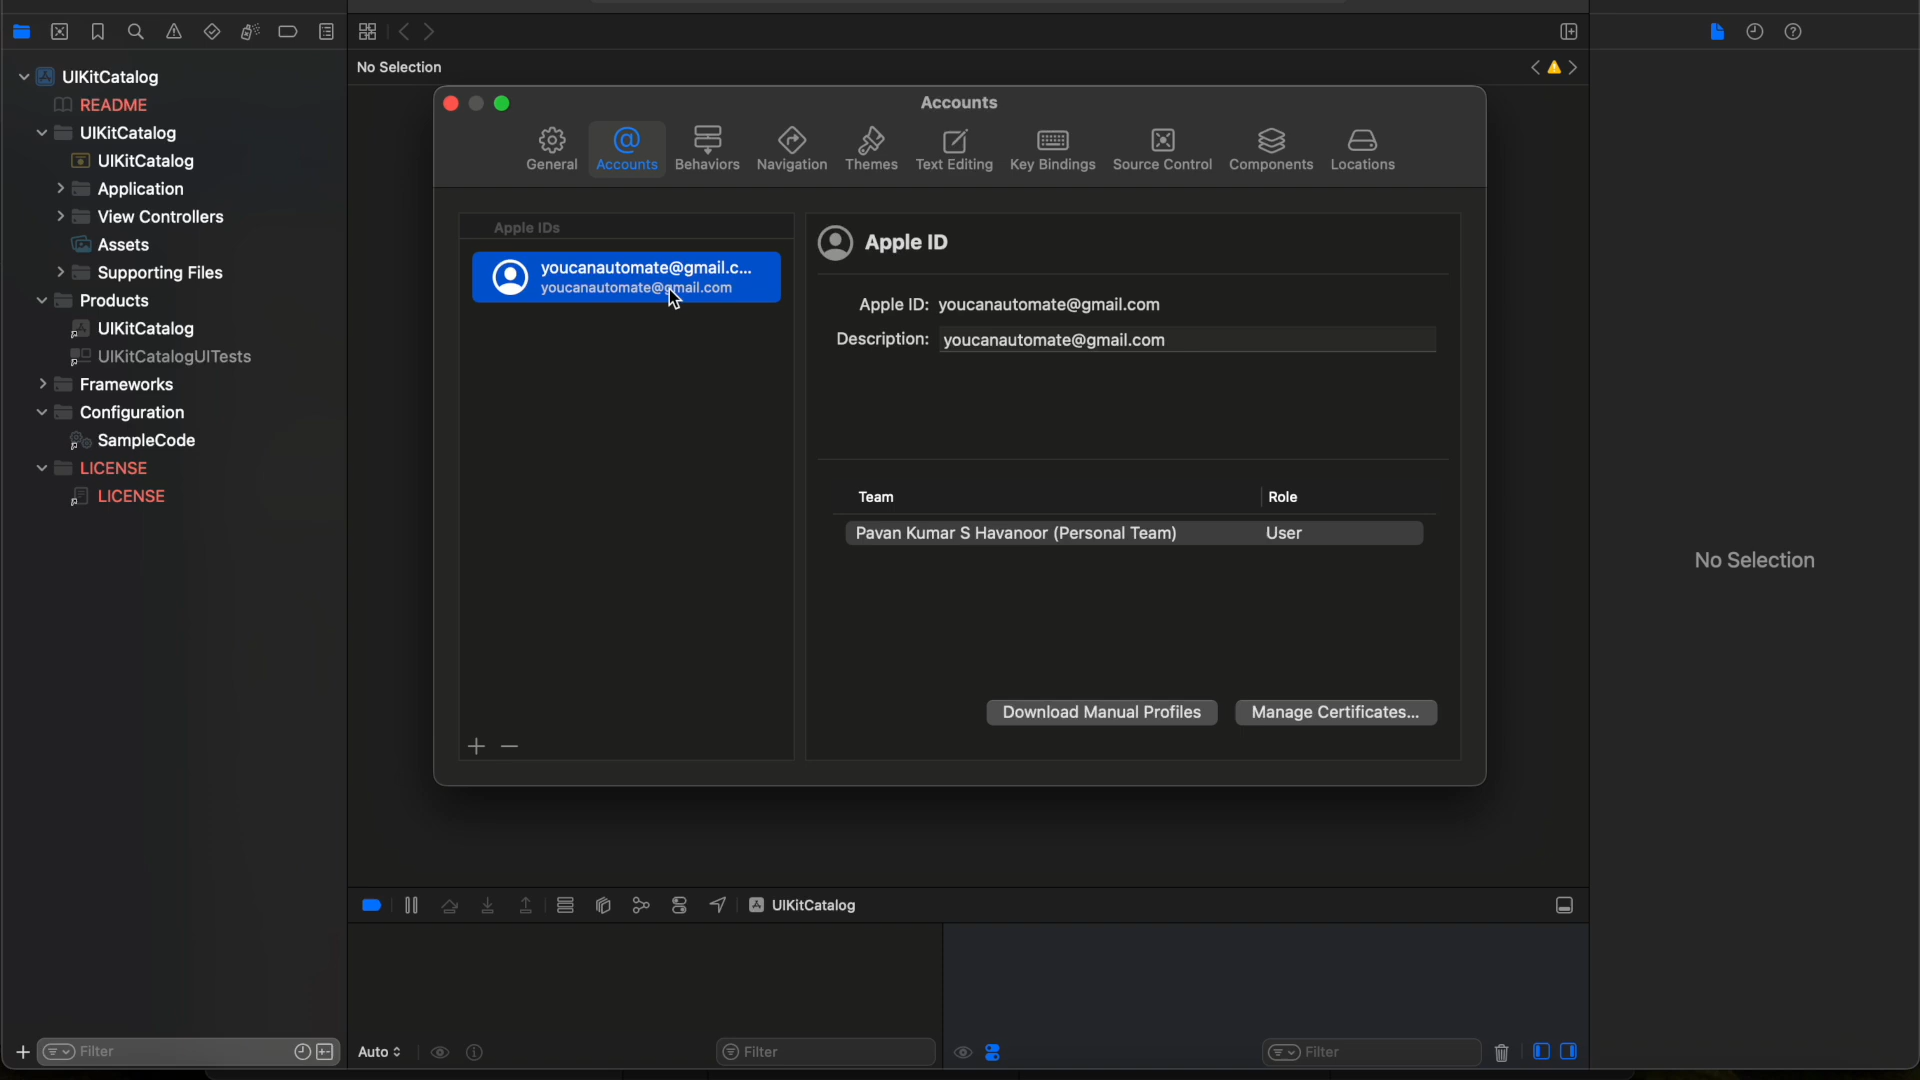 No Selection
UIKitCatalog
README
UIKitCatalog
UIKitCatalog
Application
View Controllers
Assets
Supporting Files
Products
UIKitCatalog
UIKitCatalogUITests
Frameworks
Configuration
SampleCode
LICENSE
LICENSE
Filter
Accounts
General
Accounts
Behaviors
Navigation
Themes
Text Editing
Key Bindings
Source Control
Components
Locations
Apple IDs
youcanautomate@gmail.c...
youcanautomate@gmail.com
Apple ID
Apple ID: youcanautomate@gmail.com
Description: youcanautomate@gmail.com
Team Role
Pavan Kumar S Havanoor (Personal Team) User
Download Manual Profiles Manage Certificates...
UIKitCatalog
Auto
Filter
Filter
No Selection